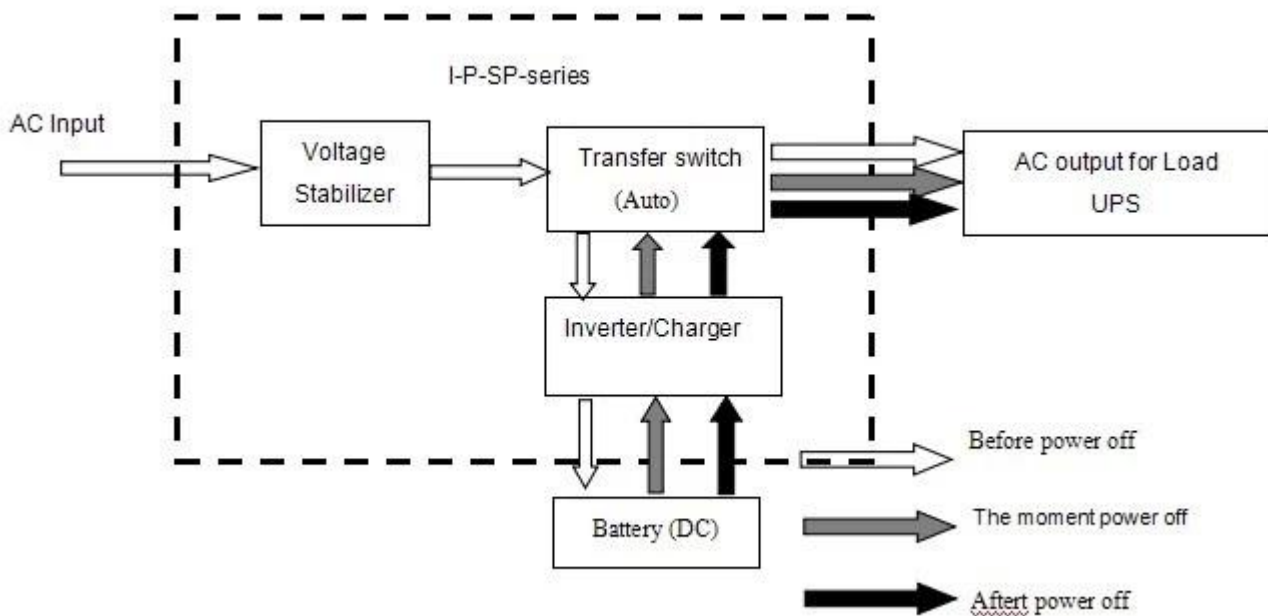 I-P-SP-series
AC Input
Voltage
Stabilizer
Transfer switch
(Auto)
AC output for Load
UPS
Inverter/Charger
Battery (DC)
Before power off
The moment power off
Aftert power off